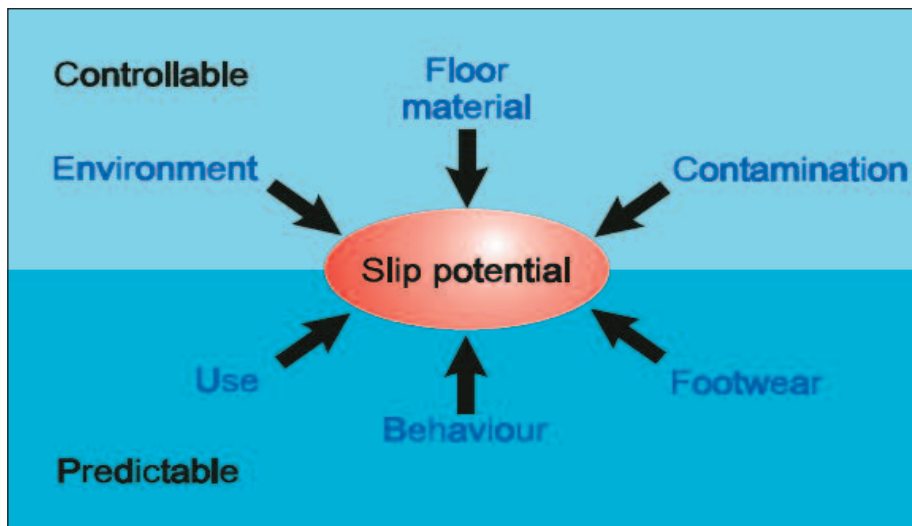 Controllable
Floor
material
Environment
Contamination
Slip potential
Use
Footwear
Behaviour
Predictable